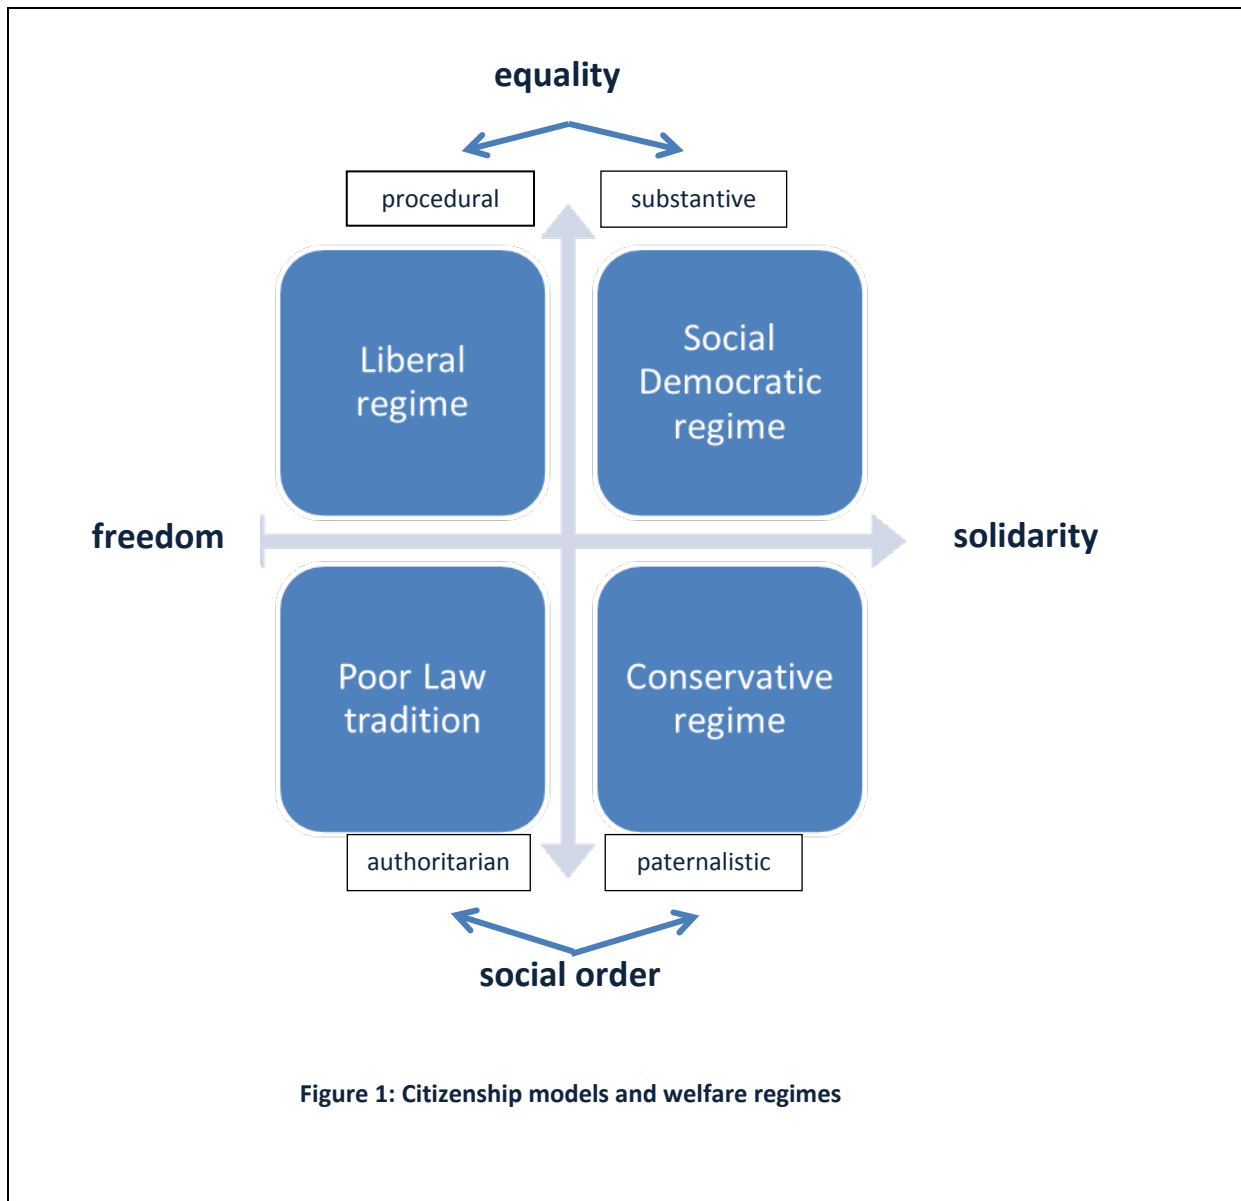 equality
procedural
substantive
Liberal
regime
Social
Democratic
regime
freedom
solidarity
Poor Law
tradition
Conservative
regime
authoritarian
paternalistic
social order
Figure 1: Citizenship models and welfare regimes